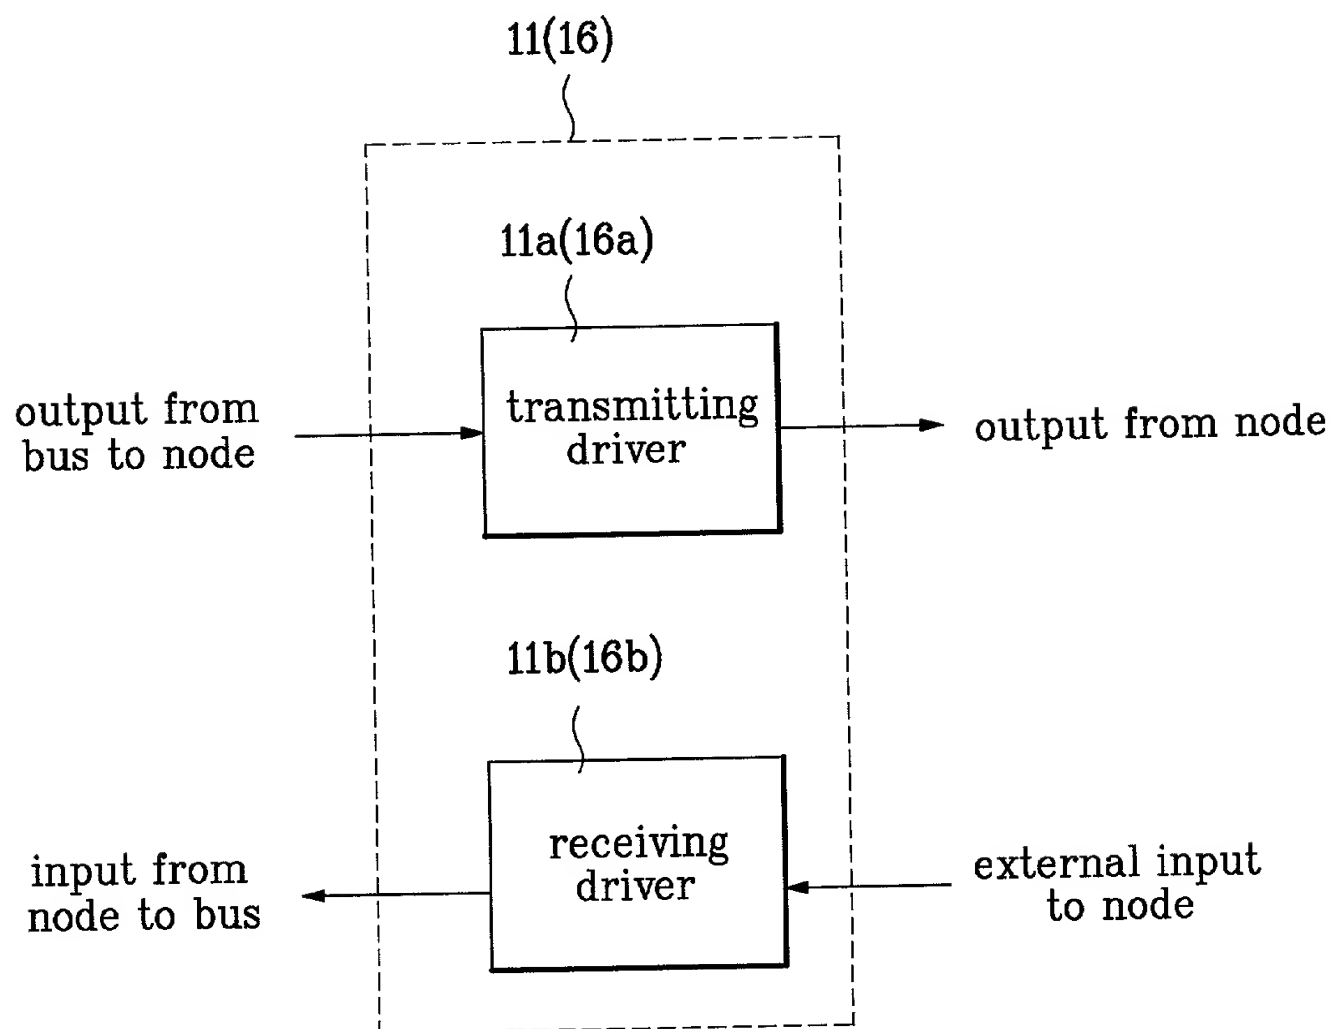 11(16)
11a(16a)
output from
bus to node
transmitting
driver
output from node
11b(16b)
input from
node to bus
receiving
driver
external input
to node